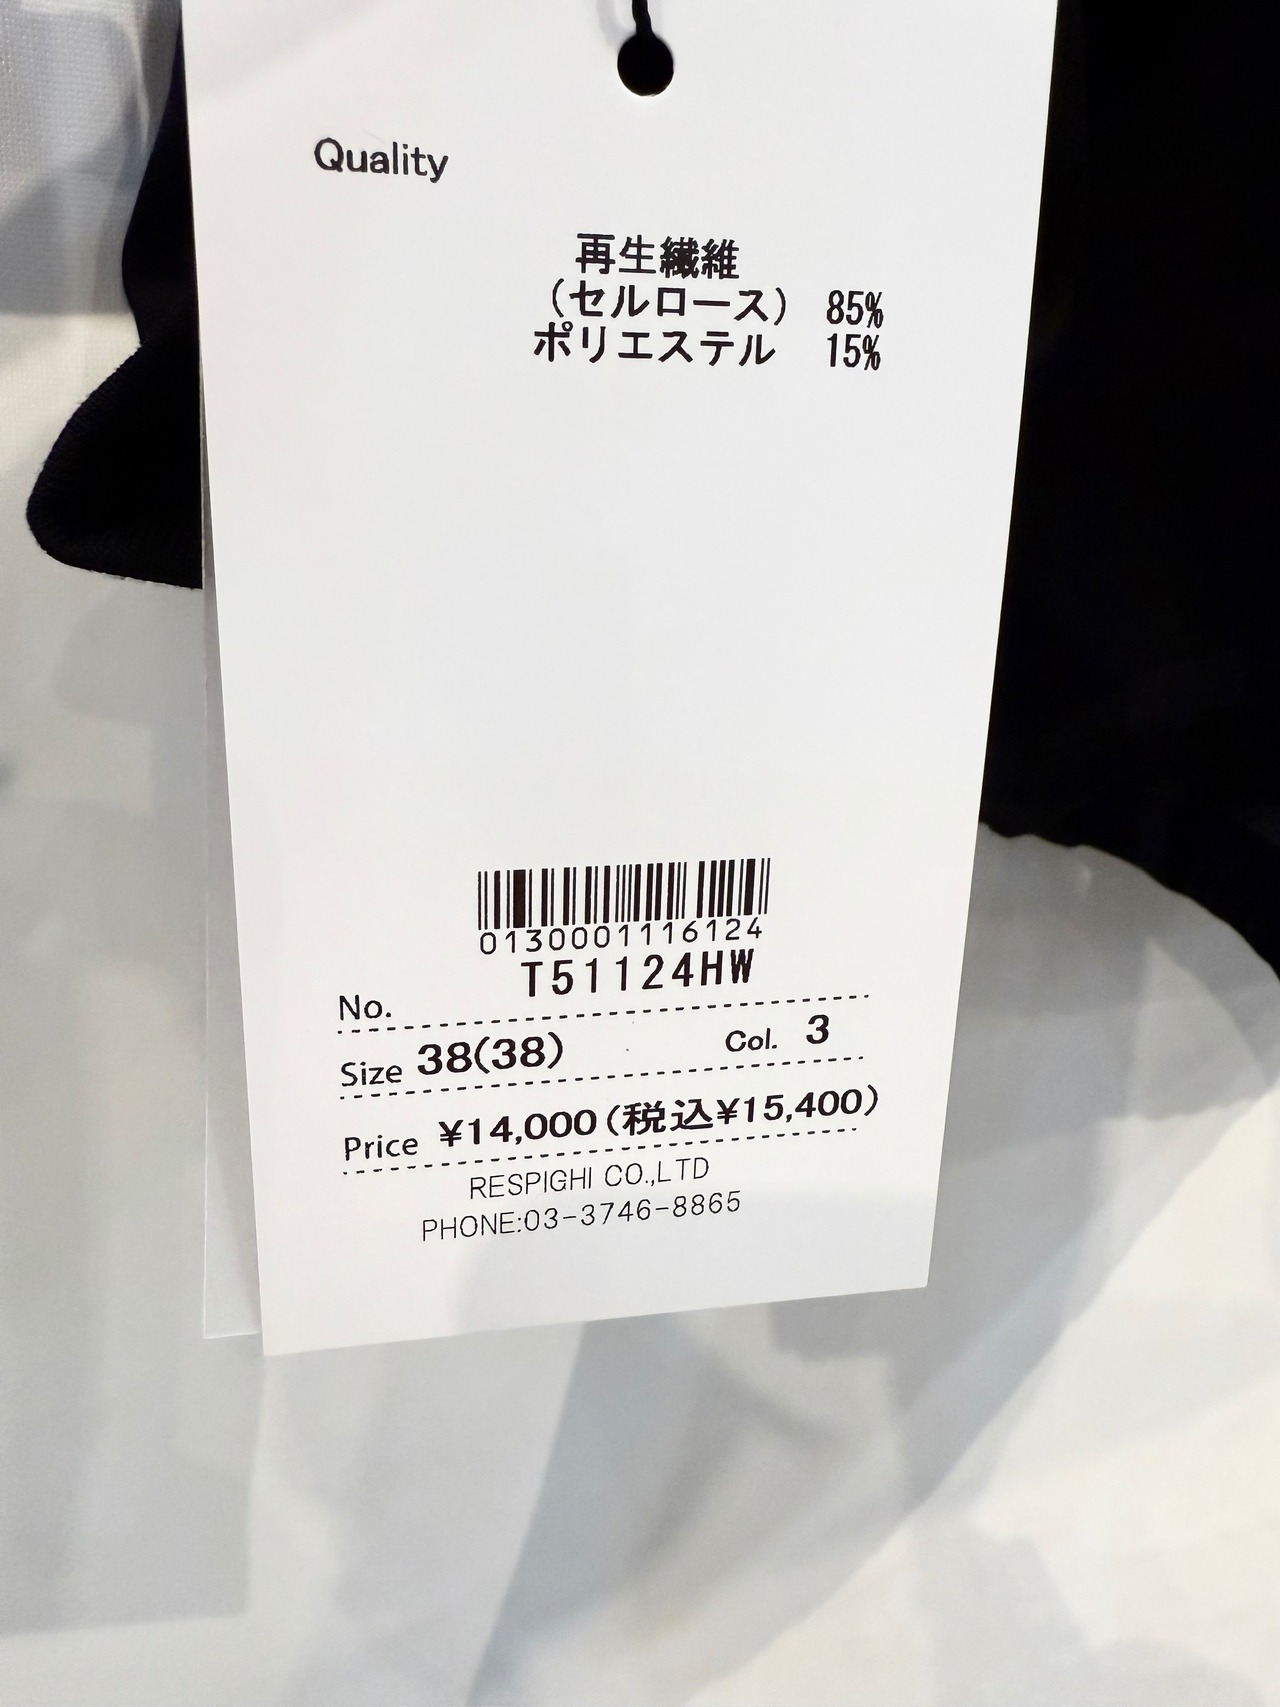 Quality
再生繊維
（セルロース） 85%
ポリエステル 15%
0130001116124
T51124HW
No.
Size 38(38) Col. 3
Price ¥14,000(税込¥15,400)
RESPIGHI CO.,LTD
PHONE:03-3746-8865